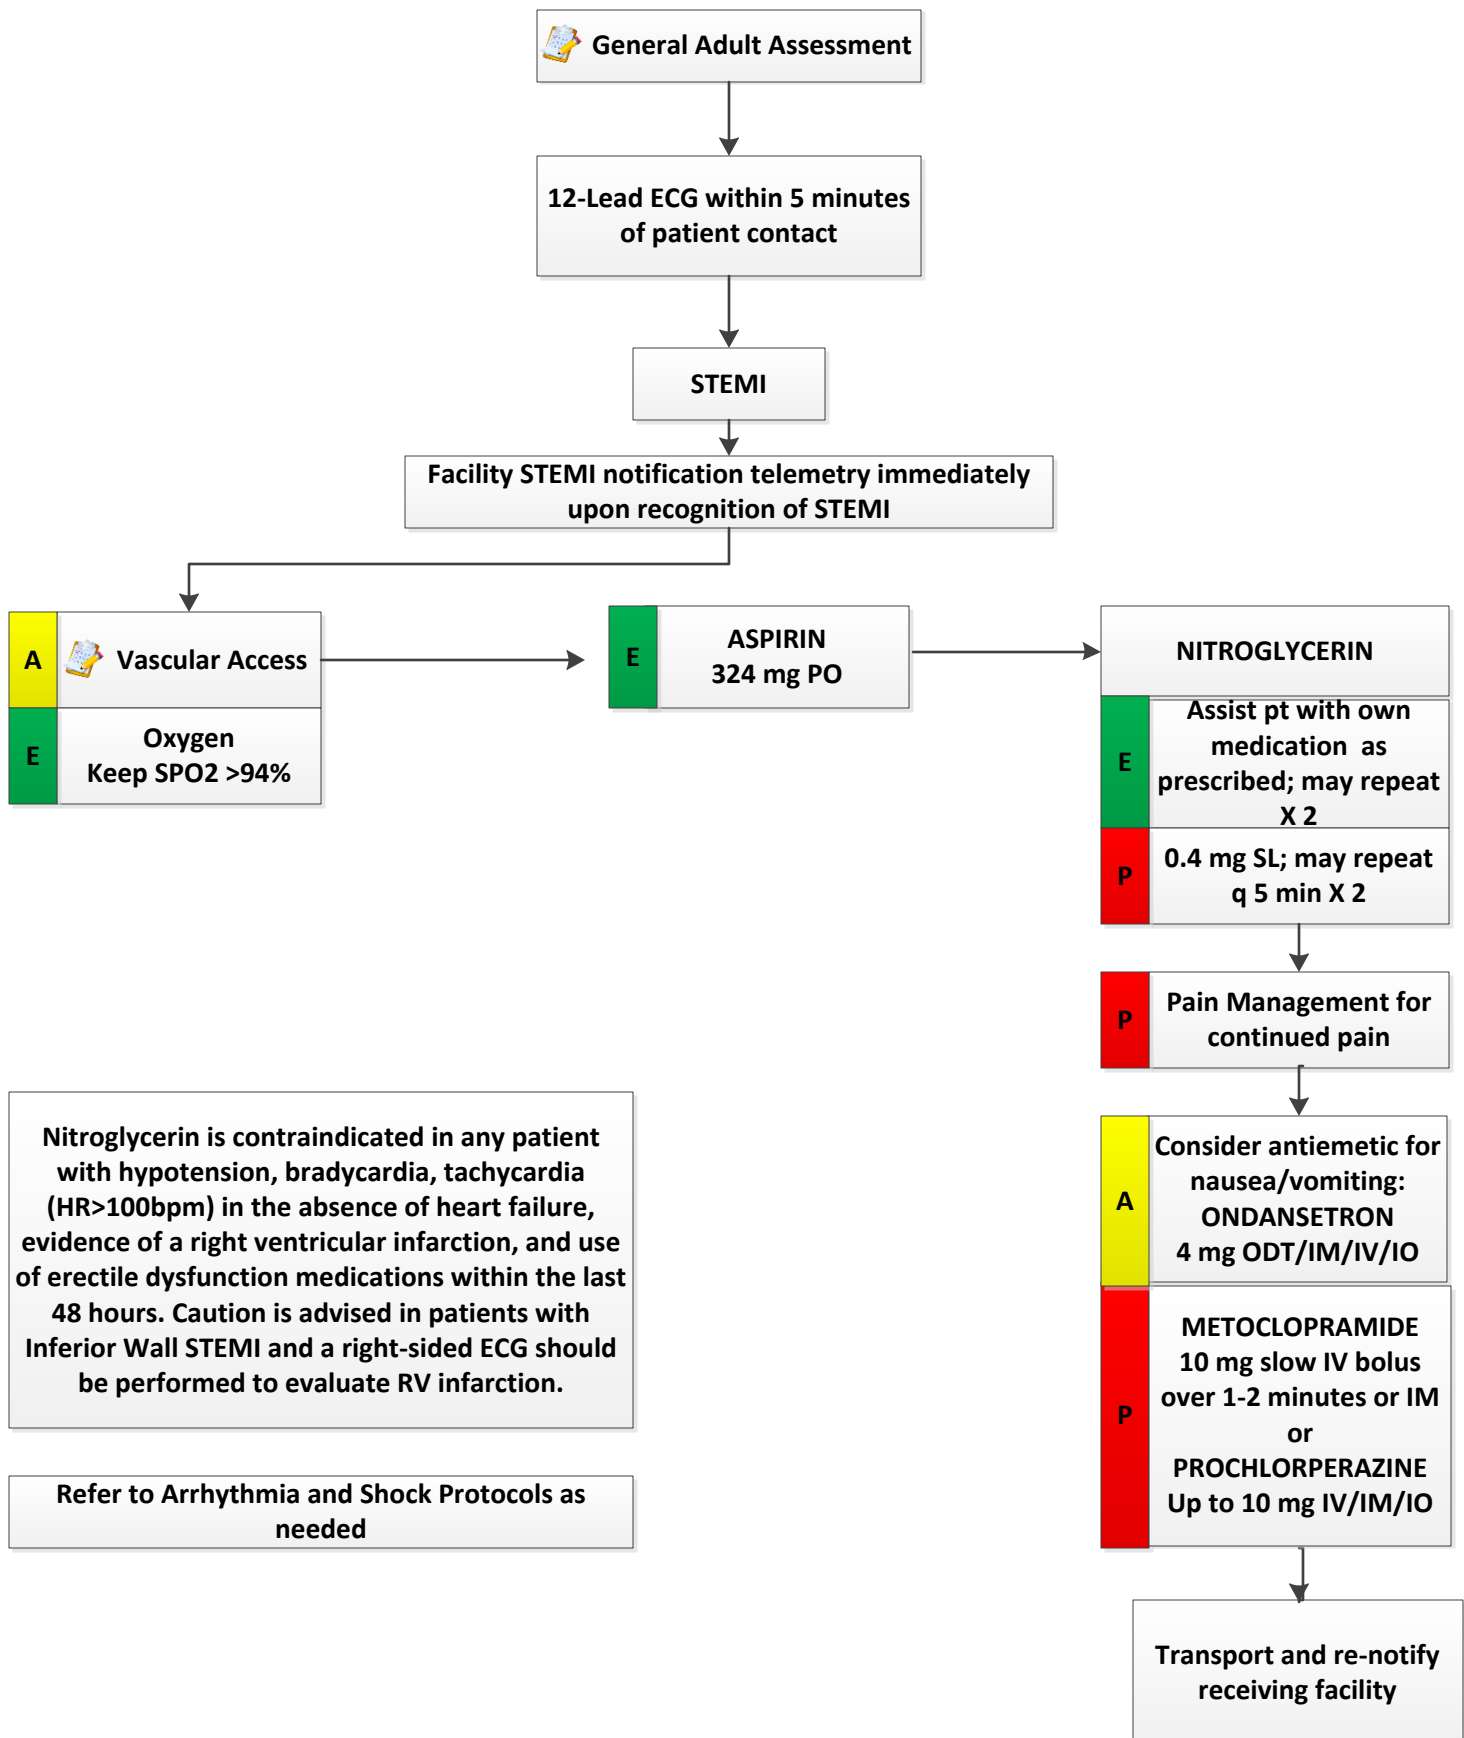 General Adult Assessment
12-Lead ECG within 5 minutes
of patient contact
STEMI
Facility STEMI notification telemetry immediately
upon recognition of STEMI
A
Vascular Access
E
Oxygen
Keep SPO2 >94%
E
ASPIRIN
324 mg PO
NITROGLYCERIN
E
Assist pt with own
medication as
prescribed; may repeat
X 2
P
0.4 mg SL; may repeat
q 5 min X 2
P
Pain Management for
continued pain
A
Consider antiemetic for
nausea/vomiting:
ONDANSETRON
4 mg ODT/IM/IV/IO
P
METOCLOPRAMIDE
10 mg slow IV bolus
over 1-2 minutes or IM
or
PROCHLORPERAZINE
Up to 10 mg IV/IM/IO
Transport and re-notify
receiving facility
Nitroglycerin is contraindicated in any patient
with hypotension, bradycardia, tachycardia
(HR>100bpm) in the absence of heart failure,
evidence of a right ventricular infarction, and use
of erectile dysfunction medications within the last
48 hours. Caution is advised in patients with
Inferior Wall STEMI and a right-sided ECG should
be performed to evaluate RV infarction.
Refer to Arrhythmia and Shock Protocols as
needed